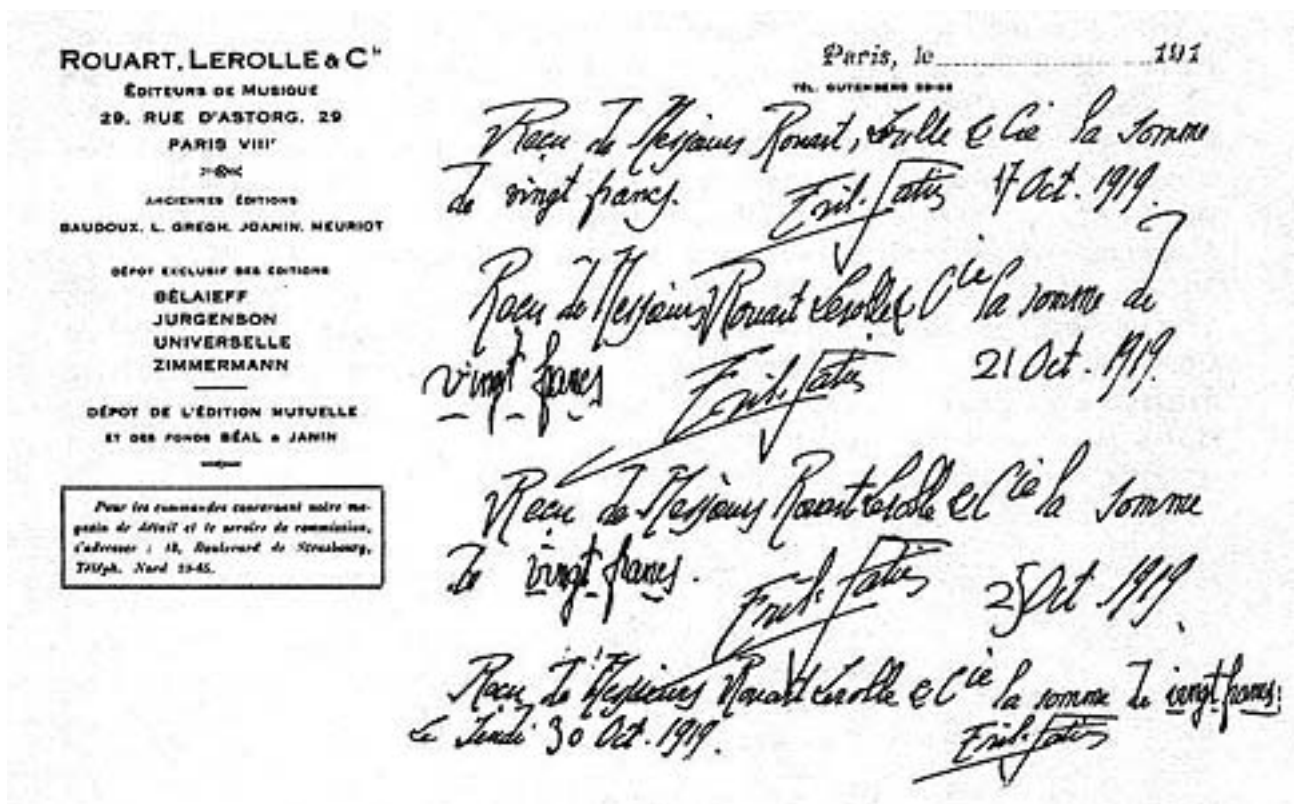 ROUART, LEROLLE & Cie
ÉDITEURS DE MUSIQUE
29, RUE D'ASTORG, 29
PARIS VIIIe
ANCIENNES ÉDITIONS
BAUDOUX, L. GREGH, JOANIN, MEURIOT
DÉPOT EXCLUSIF DES ÉDITIONS
BÉLAIEFF
JURGENSON
UNIVERSELLE
ZIMMERMANN
DÉPOT DE L'ÉDITION MUTUELLE
ET DES FONDS BÉAL & JANIN
Pour les commandes concernant notre ma-
gasin de détail et le service de commission,
s'adresser : 18, Boulevard de Strasbourg,
Téléph. Nord
Paris, le 191
TÉL. GUTENBERG
Reçu de Messieurs Rouart, Lerolle & Cie la somme
de vingt francs. Erik Satie 17 Oct. 1919.
Reçu de Messieurs Rouart Lerolle & Cie la somme de
vingt francs Erik Satie 21 Oct. 1919.
Reçu de Messieurs Rouart Lerolle & Cie la somme
de vingt francs. Erik Satie 25 Oct 1919.
Reçu de Messieurs Rouart Lerolle & Cie la somme de vingt francs:
Le Jeudi 30 Oct. 1919. Erik Satie